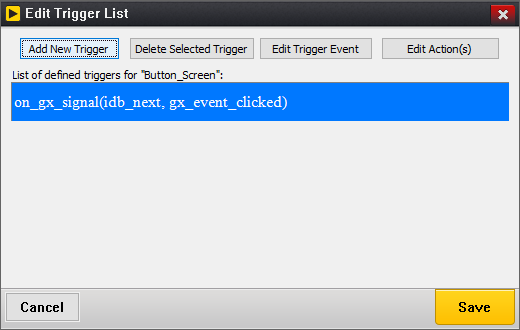 Edit Trigger List
Add New Trigger Delete Selected Trigger Edit Trigger Event Edit Action(s)
List of defined triggers for "Button_Screen":
on_gx_signal(idb_next, gx_event_clicked)
Cancel Save